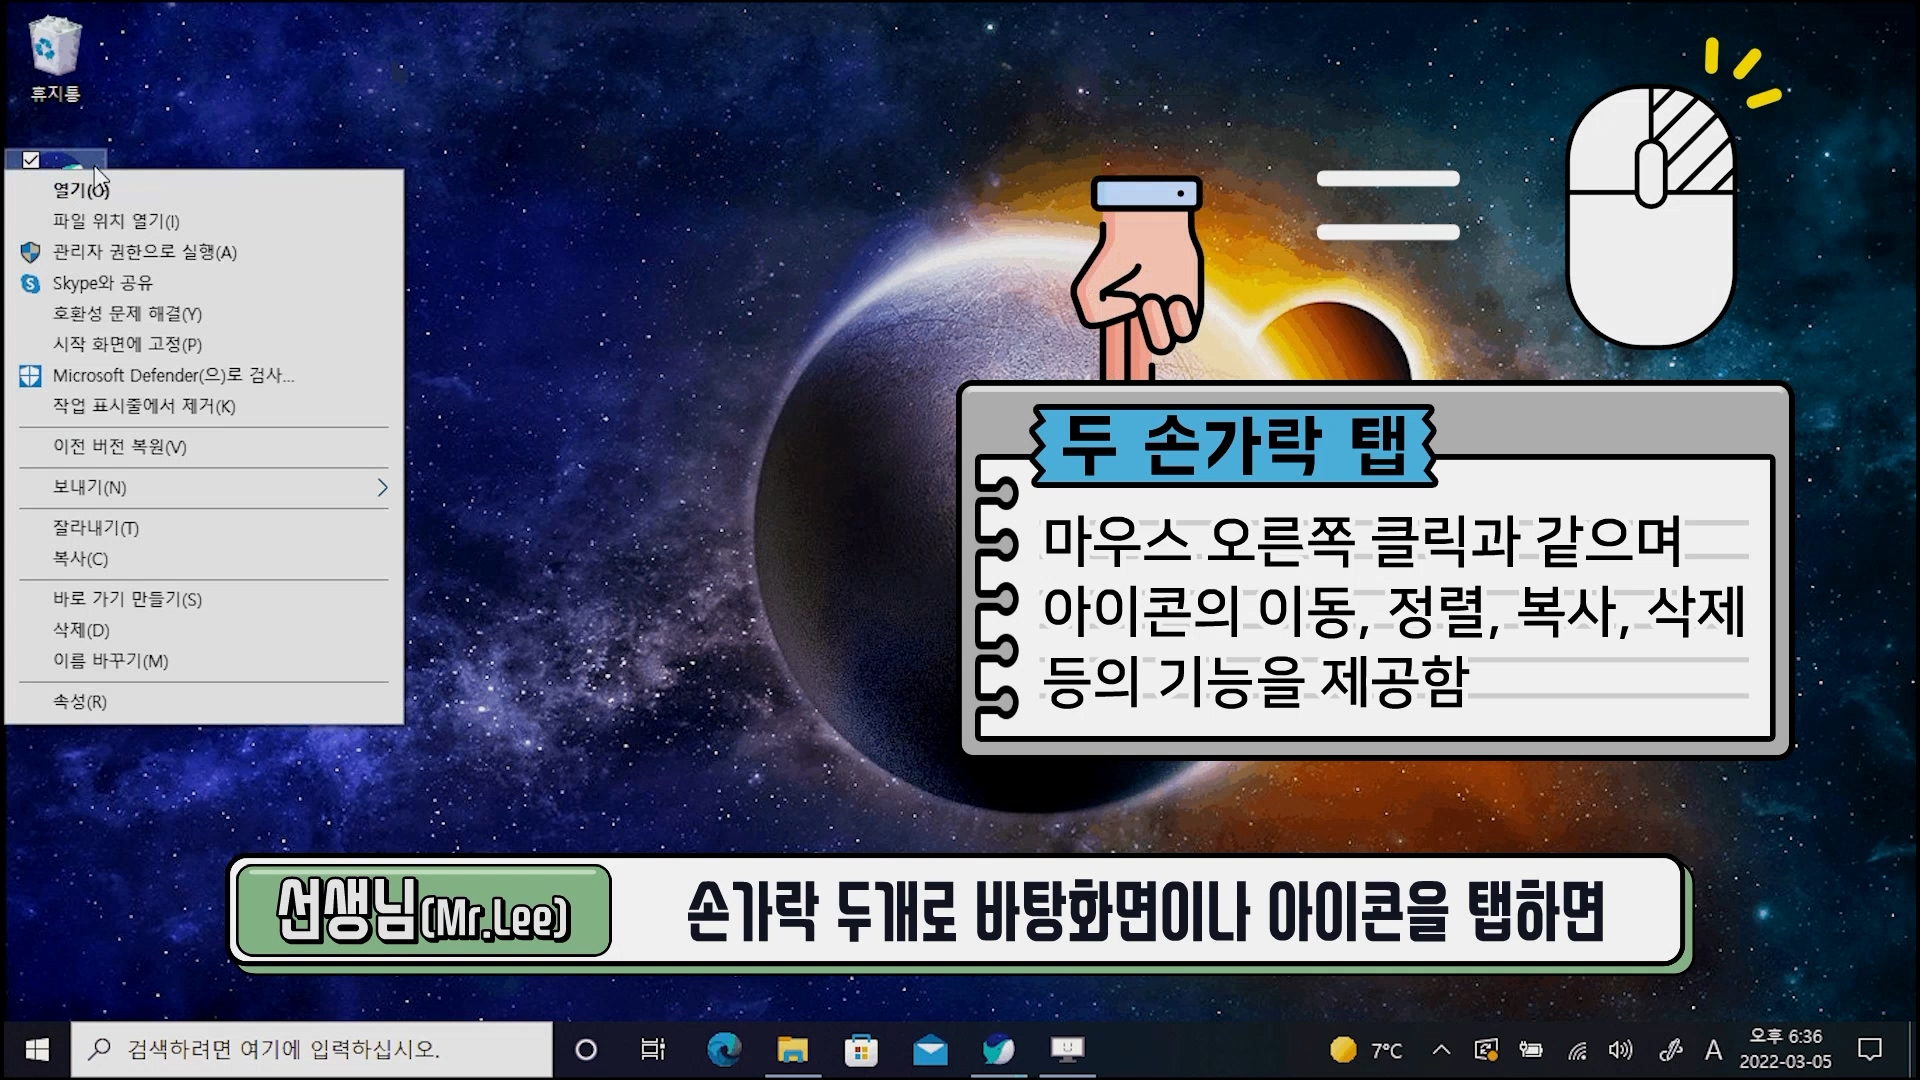 휴지통
열기(O)
파일 위치 열기(I)
관리자 권한으로 실행(A)
Skype와 공유
호환성 문제 해결(Y)
시작 화면에 고정(P)
Microsoft Defender(으)로 검사...
작업 표시줄에서 제거(K)
이전 버전 복원(V)
보내기(N)
잘라내기(T)
복사(C)
바로 가기 만들기(S)
삭제(D)
이름 바꾸기(M)
속성(R)
두 손가락 탭
마우스 오른쪽 클릭과 같으며
아이콘의 이동, 정렬, 복사, 삭제
등의 기능을 제공함
선생님(Mr.Lee) 손가락 두개로 바탕화면이나 아이콘을 탭하면
검색하려면 여기에 입력하십시오.
7°C
A
오후 6:36
2022-03-05